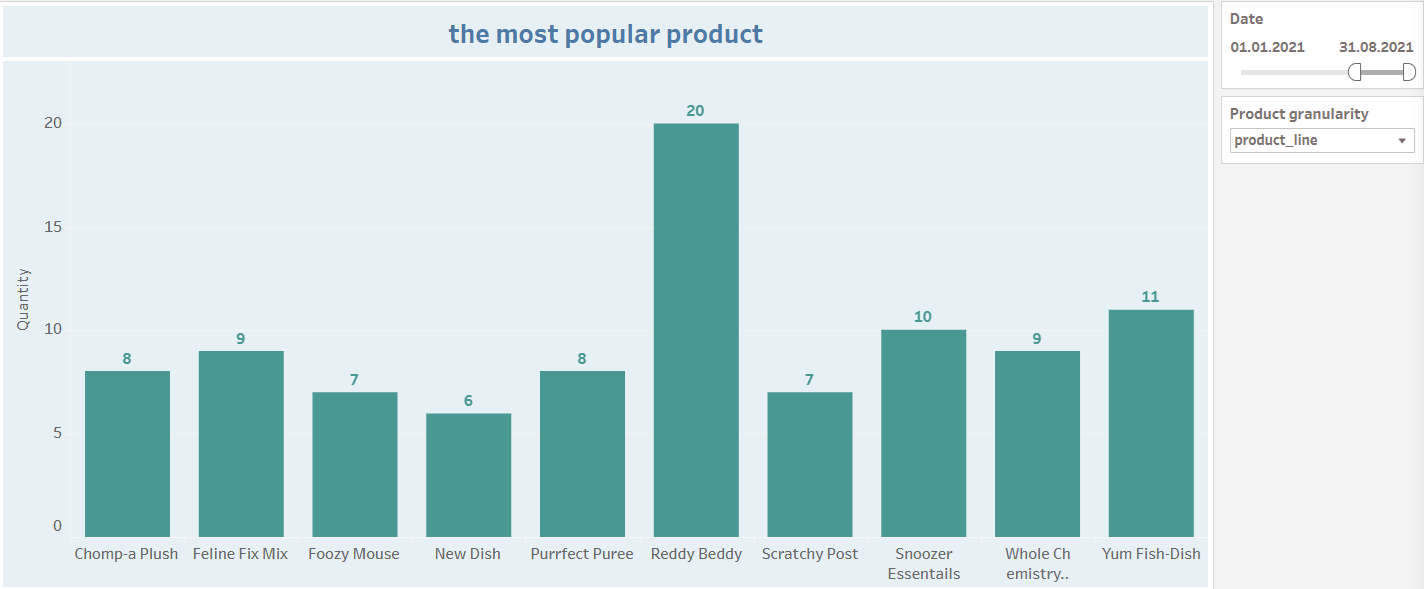 the most popular product
Date
01.01.2021 31.08.2021
Product granularity
product_line
Quantity
20
15
10
5
0
8
9
7
6
8
20
7
10
9
11
Chomp-a Plush
Feline Fix Mix
Foozy Mouse
New Dish
Purrfect Puree
Reddy Beddy
Scratchy Post
Snoozer
Essentails
Whole Ch
emistry..
Yum Fish-Dish